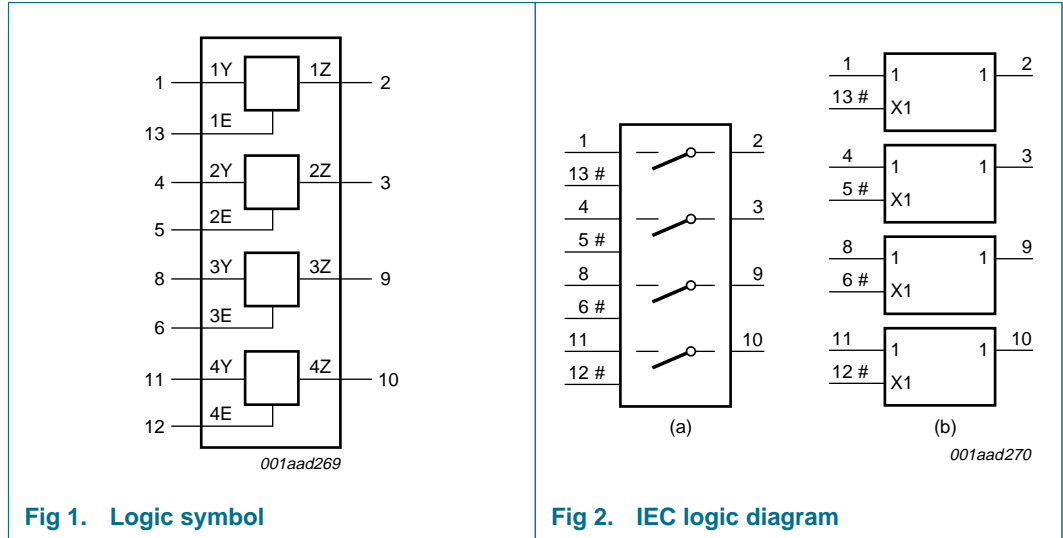 1 1Y 1Z 2
13 1E
4 2Y 2Z 3
5 2E
8 3Y 3Z 9
6 3E
11 4Y 4Z 10
12 4E
001aad269
Fig 1. Logic symbol
1 2
13 #
4 3
5 #
8 9
6 #
11 10
12 #
(a)
1 1 1 2
13 # X1
4 1 1 3
5 # X1
8 1 1 9
6 # X1
11 1 1 10
12 # X1
(b)
001aad270
Fig 2. IEC logic diagram